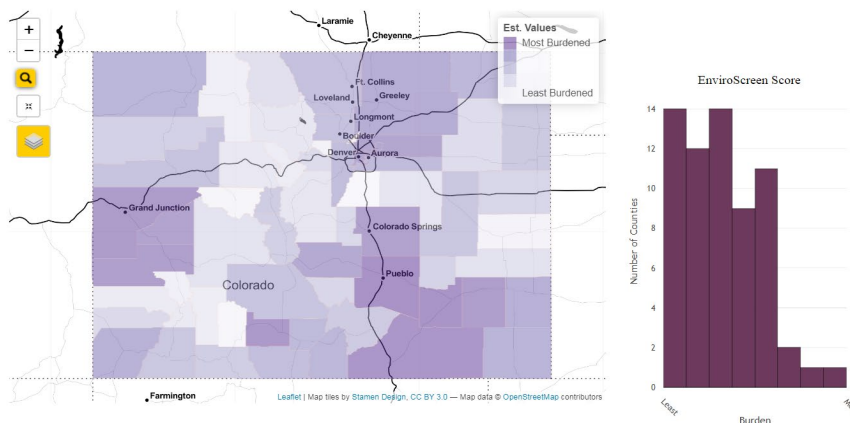 +
−
Laramie
Cheyenne
Est. Values
Most Burdened
Least Burdened
Ft. Collins
Loveland
Greeley
Longmont
Boulder
Denver
Aurora
Grand Junction
Colorado Springs
Pueblo
Colorado
Farmington
Leaflet | Map tiles by Stamen Design, CC BY 3.0 — Map data © OpenStreetMap contributors
EnviroScreen Score
Number of Counties
14
12
10
8
6
4
2
0
Least
Burden